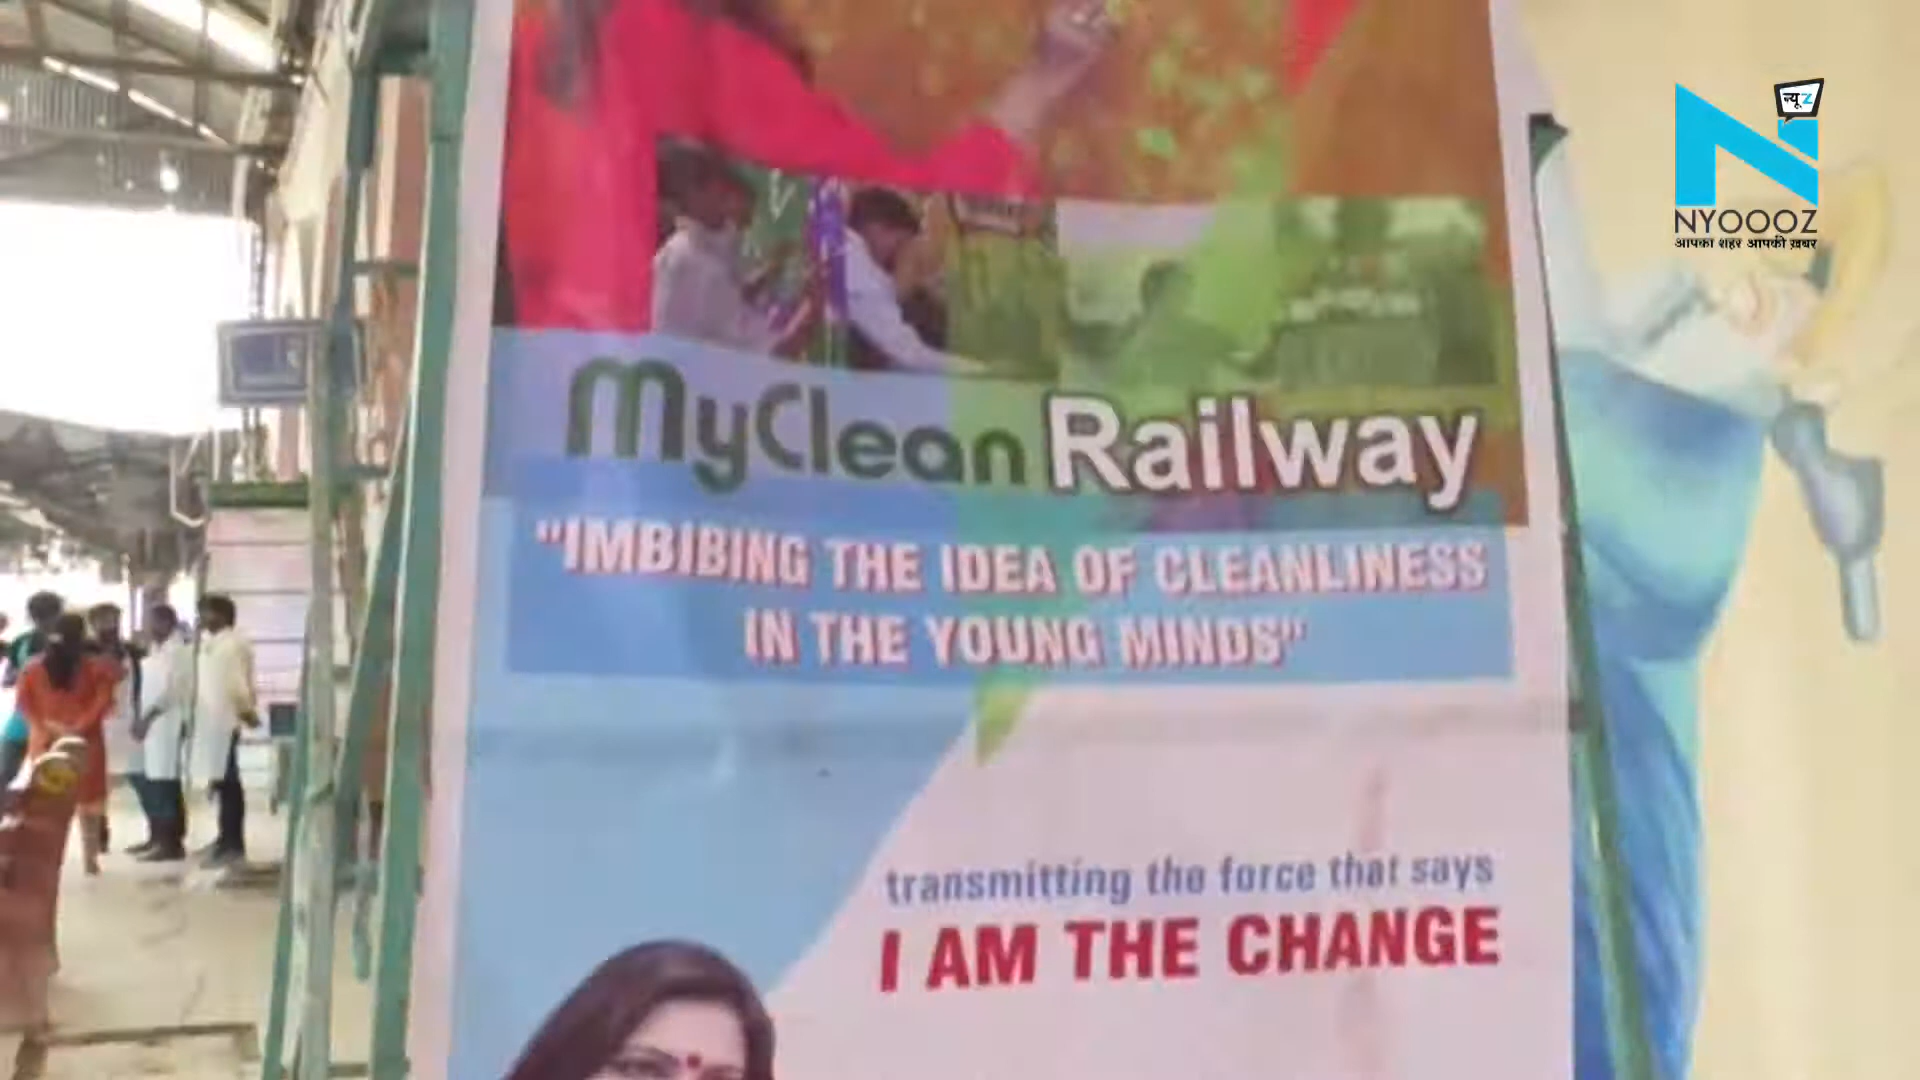 न्यू Z
NYOOOZ
आपका शहर आपकी ख़बर
MyClean Railway
"IMBIBING THE IDEA OF CLEANLINESS
IN THE YOUNG MINDS"
transmitting the force that says
I AM THE CHANGE